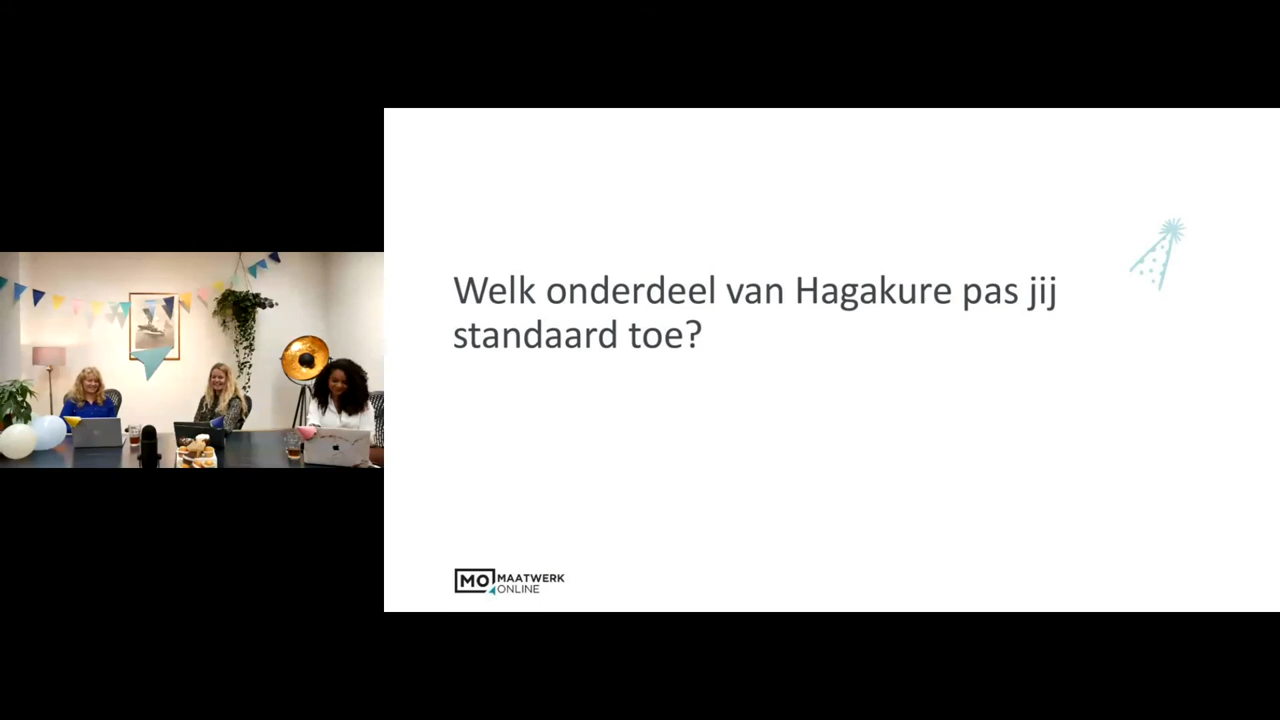 Welk onderdeel van Hagakure pas jij
standaard toe?
MO MAATWERK
ONLINE